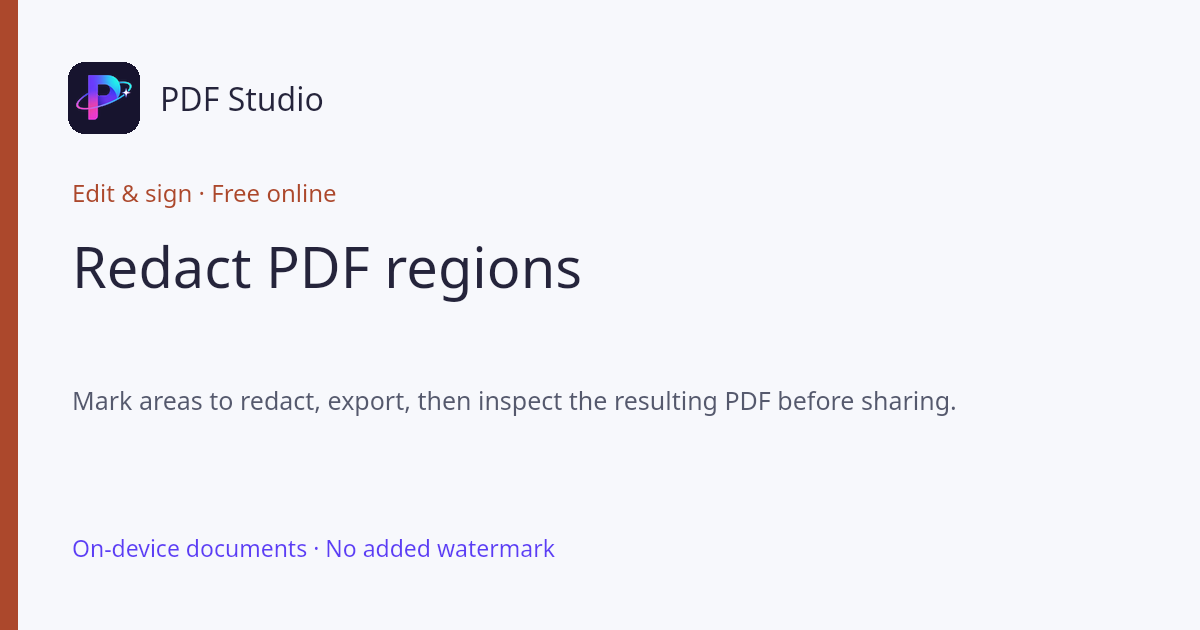 PDF Studio
Edit & sign · Free online
Redact PDF regions
Mark areas to redact, export, then inspect the resulting PDF before sharing.
On-device documents · No added watermark